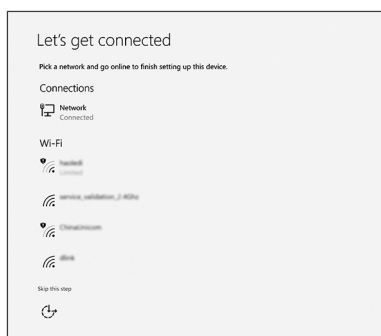 Let's get connected
Pick a network and go online to finish setting up this device.
Connections
Network
Connected
Wi-Fi
service_validation_2.4Ghz
ChinaUnicom
dlink
Skip this step